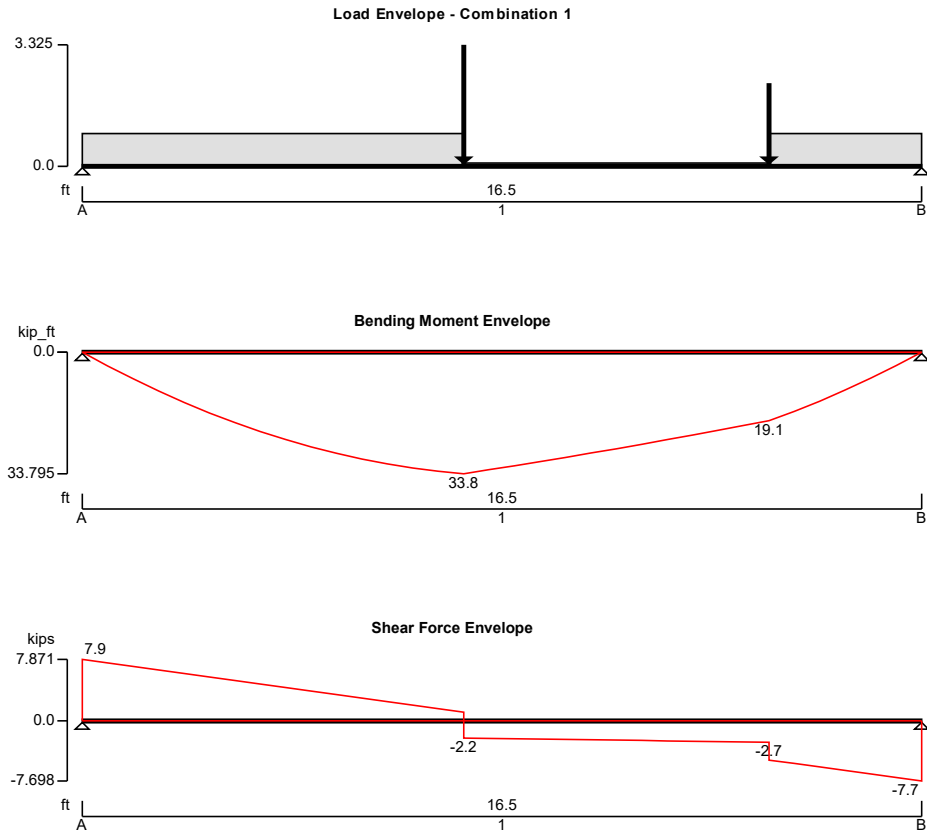 Load Envelope - Combination 1
3.325
0.0
ft
16.5
A
1
B
Bending Moment Envelope
kip_ft
0.0
19.1
33.795
33.8
ft
16.5
A
1
B
Shear Force Envelope
kips
7.9
7.871
0.0
-2.2
-2.7
-7.698
-7.7
ft
16.5
A
1
B